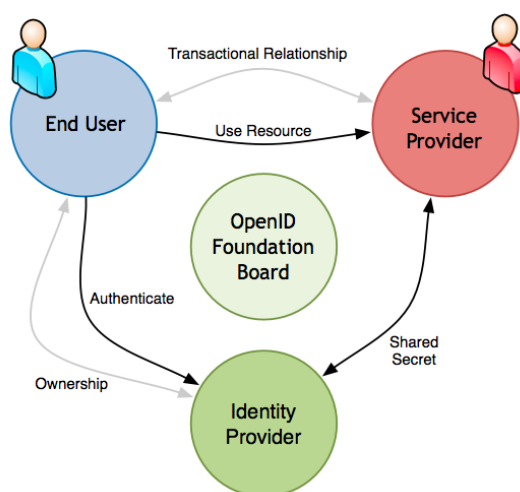 Transactional Relationship
End User
Use Resource
Service
Provider
OpenID
Foundation
Board
Authenticate
Shared
Secret
Ownership
Identity
Provider